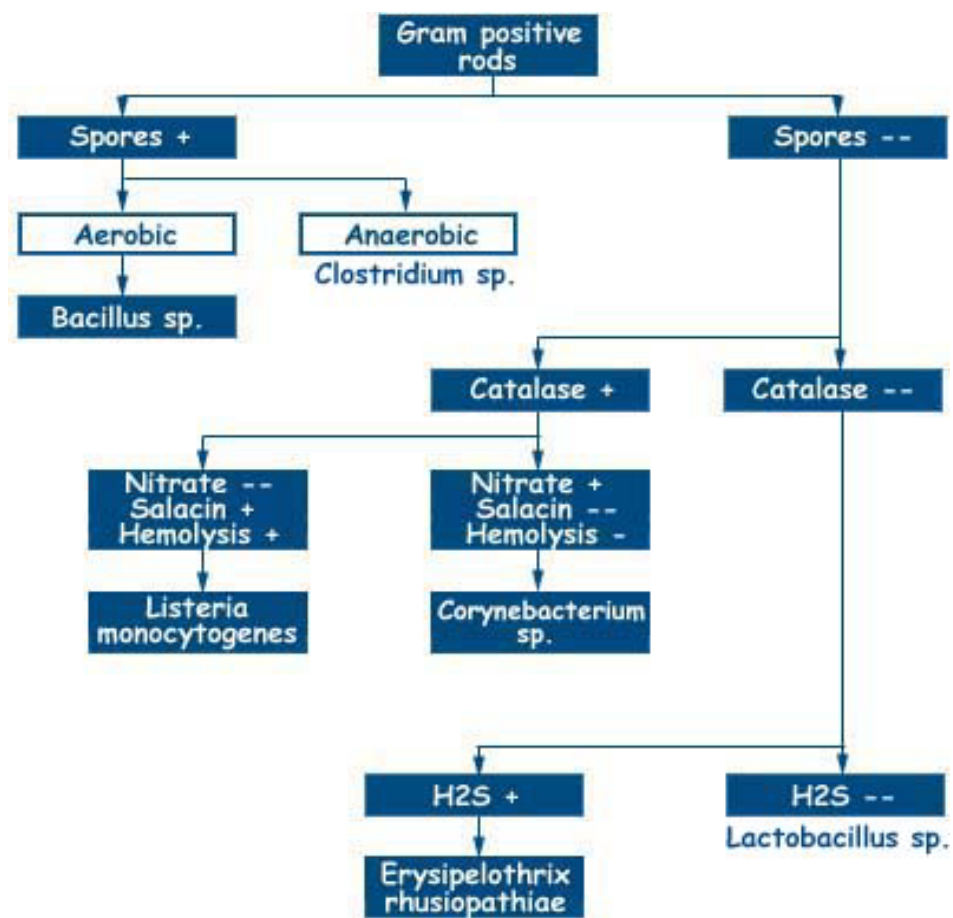 Gram positive
rods
Spores +
Spores --
Aerobic
Anaerobic
Clostridium sp.
Bacillus sp.
Catalase +
Catalase --
Nitrate --
Salacin +
Hemolysis +
Nitrate +
Salacin --
Hemolysis -
Listeria
monocytogenes
Corynebacterium
sp.
H2S +
H2S --
Lactobacillus sp.
Erysipelothrix
rhusiopathiae